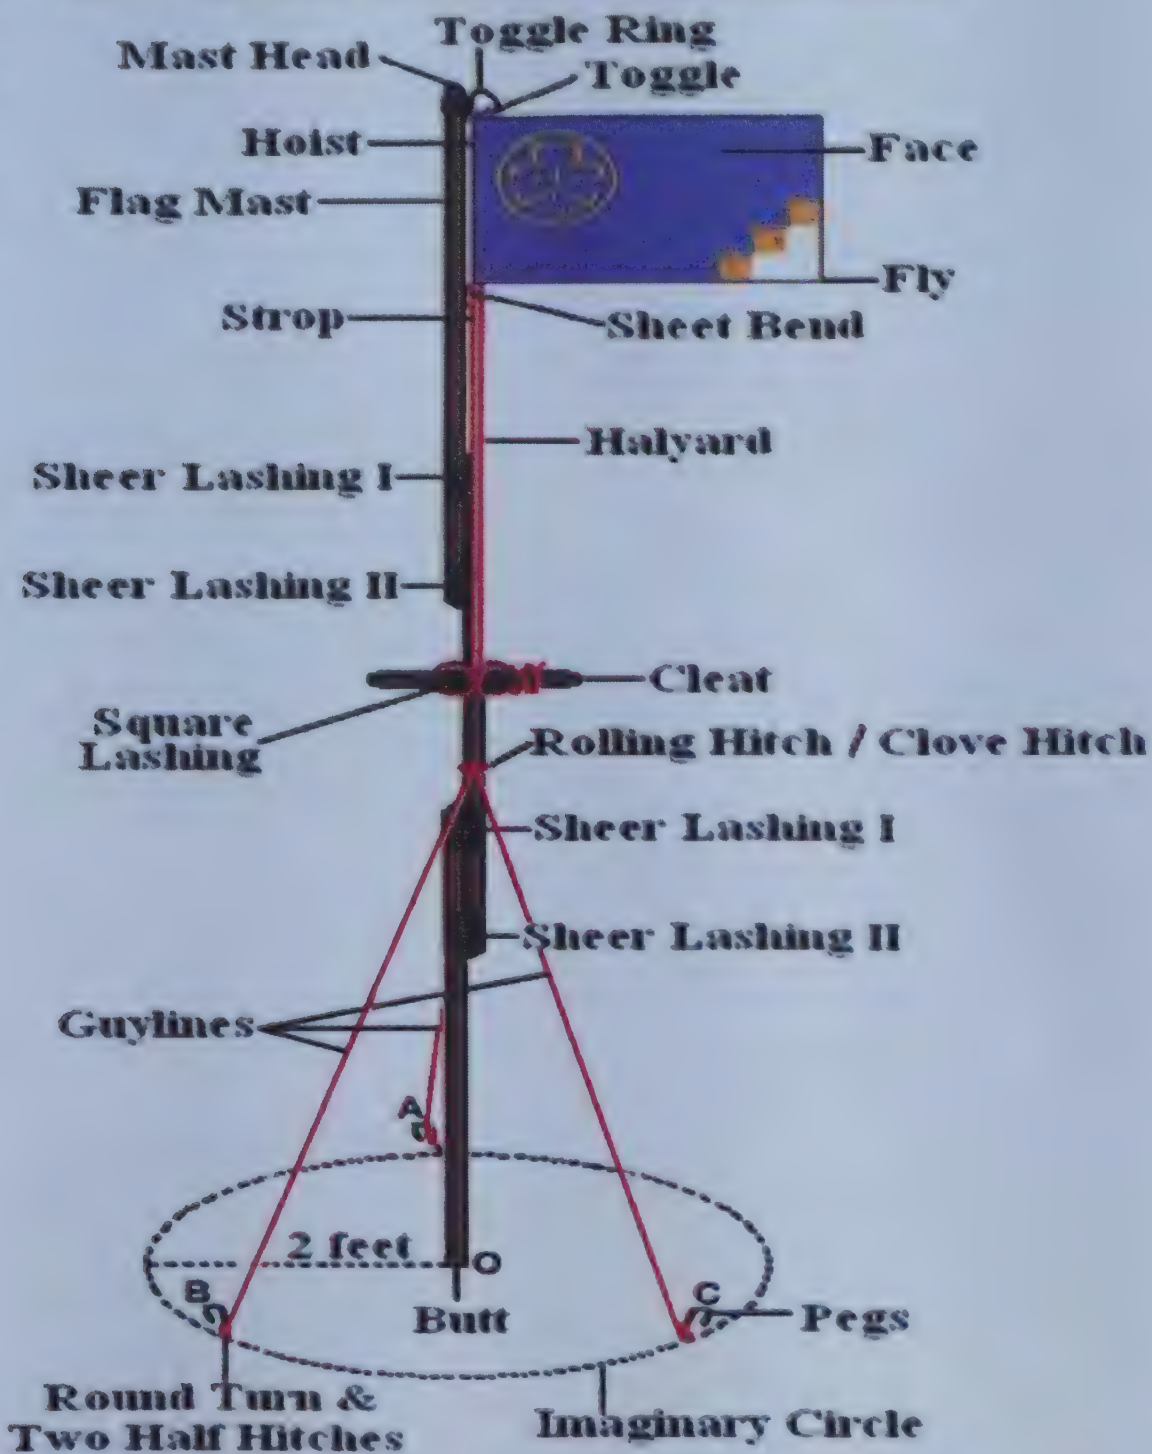 Toggle Ring
Mast Head
Toggle
Hoist
Face
Flag Mast
Fly
Strop
Sheet Bend
Halyard
Sheer Lashing I
Sheer Lashing II
Cleat
Square
Lashing
Rolling Hitch / Clove Hitch
Sheer Lashing I
Sheer Lashing II
Guylines
A
2 feet
O
B
C
Butt
Pegs
Round Turn &
Two Half Hitches
Imaginary Circle